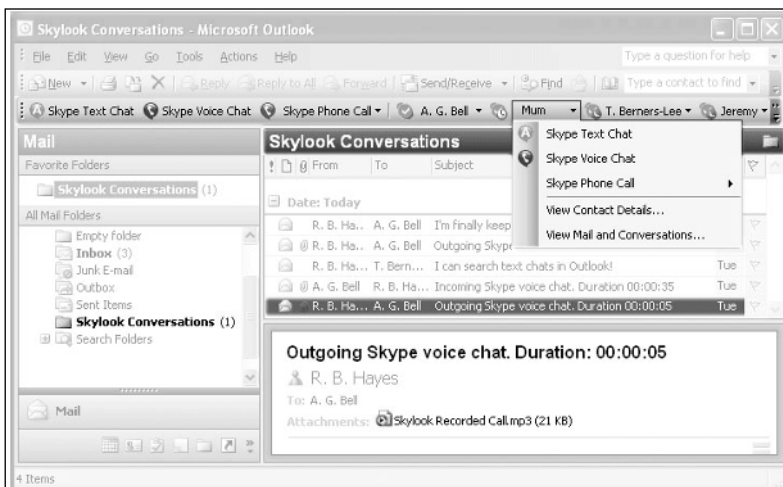 Skylook Conversations - Microsoft Outlook
File Edit View Go Tools Actions Help Type a question for help
New Reply Reply to All Forward Send/Receive Find Type a contact to find
Skype Text Chat Skype Voice Chat Skype Phone Call A. G. Bell Mum T. Berners-Lee Jeremy
Mail
Favorite Folders
Skylook Conversations (1)
All Mail Folders
Empty folder
Inbox (3)
Junk E-mail
Outbox
Sent Items
Skylook Conversations (1)
Search Folders
Mail
Skylook Conversations
From To Subject
Date: Today
R. B. Ha... A. G. Bell I'm finally keep
R. B. Ha... A. G. Bell Outgoing Skype
R. B. Ha... T. Bern... I can search text chats in Outlook! Tue
A. G. Bell R. B. Ha... Incoming Skype voice chat. Duration 00:00:35 Tue
R. B. Ha... A. G. Bell Outgoing Skype voice chat. Duration 00:00:05 Tue
Skype Text Chat
Skype Voice Chat
Skype Phone Call
View Contact Details...
View Mail and Conversations...
Outgoing Skype voice chat. Duration: 00:00:05
R. B. Hayes
To: A. G. Bell
Attachments: Skylook Recorded Call.mp3 (21 KB)
4 Items